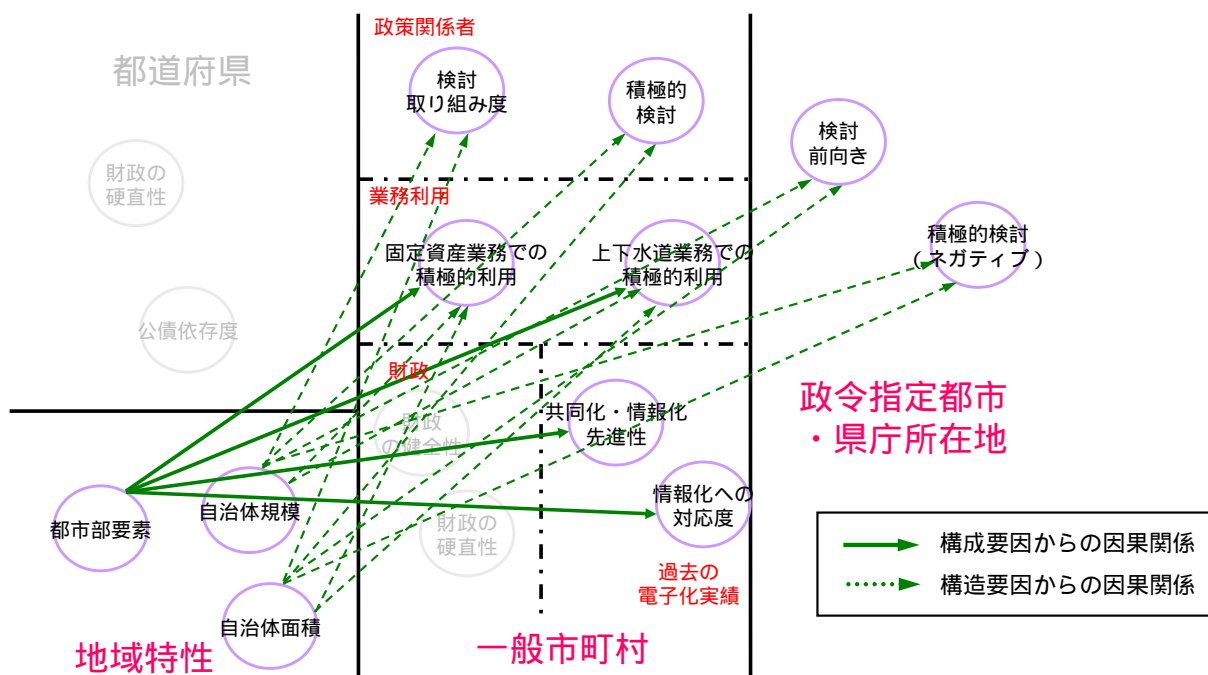 都道府県
財政の
硬直性
公債依存度
政策関係者
検討
取り組み度
積極的
検討
検討
前向き
業務利用
固定資産業務での
積極的利用
上下水道業務での
積極的利用
積極的検討
（ネガティブ）
財政
財政
の健全性
共同化・情報化
先進性
政令指定都市
・県庁所在地
都市部要素
自治体規模
財政の
硬直性
情報化への
対応度
過去の
電子化実績
自治体面積
地域特性
一般市町村
構成要因からの因果関係
構造要因からの因果関係